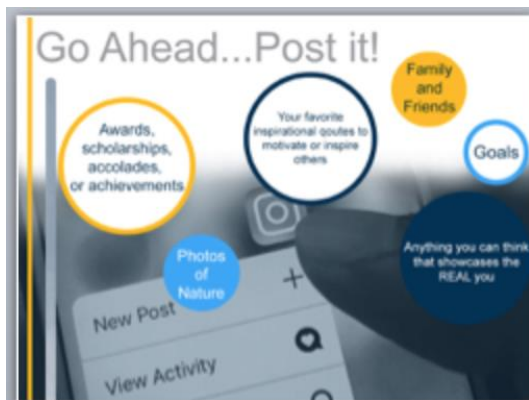 Go Ahead...Post it!
Family
and
Friends
Awards,
scholarships,
accolades,
or achievements
Your favorite
inspirational qoutes to
motivate or inspire
others
Goals
Photos
of
Nature
Anything you can think
that showcases the
REAL you
New Post
View Activity